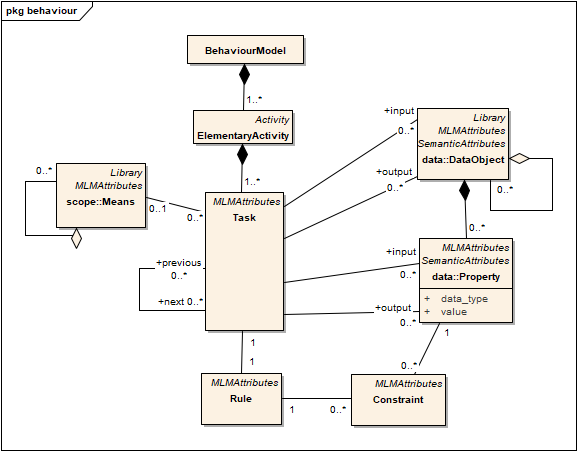 pkg behaviour
BehaviourModel
1..*
Activity
ElementaryActivity
1..*
Library
MLMAttributes
scope::Means
0..*
0..1
0..*
MLMAttributes
Task
+previous
0..*
+next 0..*
+input
0..*
+output
0..*
Library
MLMAttributes
SemanticAttributes
data::DataObject
0..*
0..*
+input
0..*
+output
0..*
MLMAttributes
SemanticAttributes
data::Property
+ data_type
+ value
1
0..*
1
1
MLMAttributes
Rule
1
0..*
MLMAttributes
Constraint